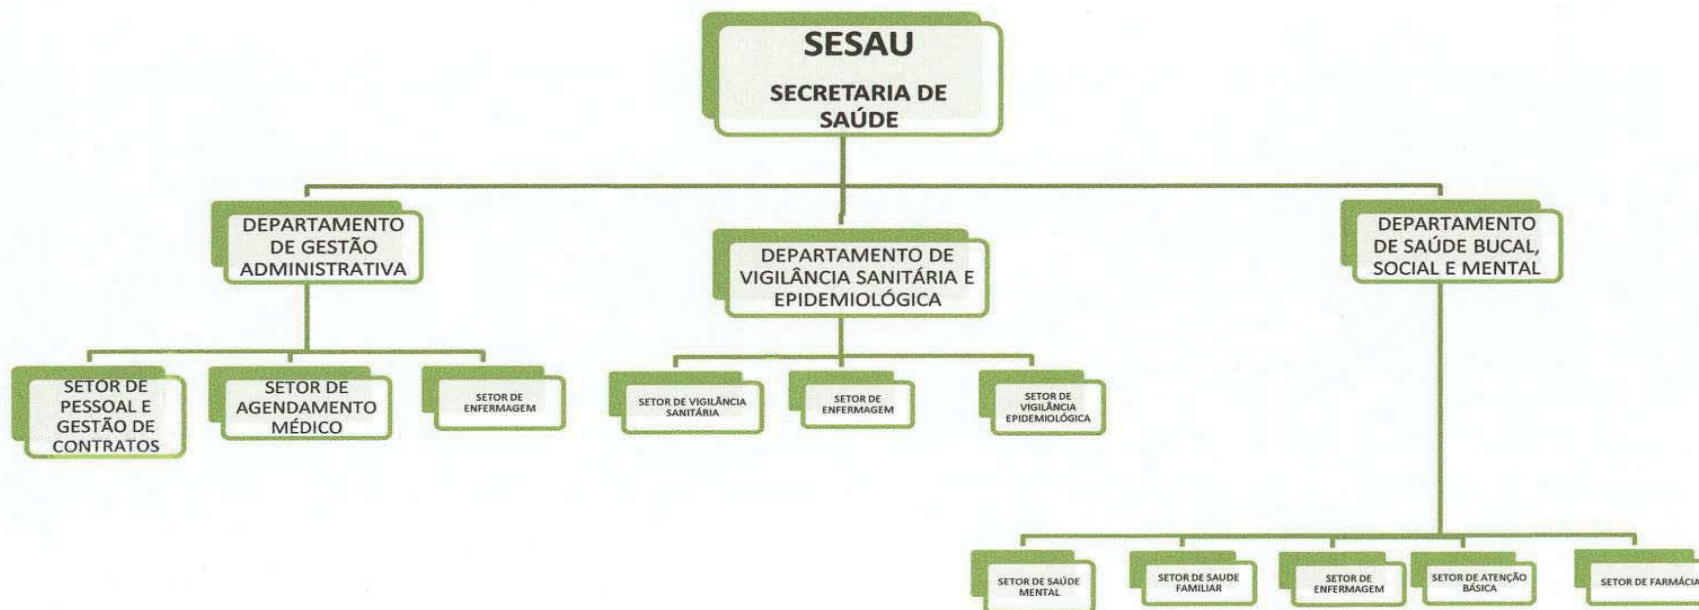 SESAU
SECRETARIA DE
SAÚDE
DEPARTAMENTO
DE GESTÃO
ADMINISTRATIVA
DEPARTAMENTO DE
VIGILÂNCIA SANITÁRIA E
EPIDEMIOLÓGICA
DEPARTAMENTO
DE SAÚDE BUCAL,
SOCIAL E MENTAL
SETOR DE
PESSOAL E
GESTÃO DE
CONTRATOS
SETOR DE
AGENDAMENTO
MÉDICO
SETOR DE
ENFERMAGEM
SETOR DE VIGILÂNCIA
SANITÁRIA
SETOR DE
ENFERMAGEM
SETOR DE
VIGILÂNCIA
EPIDEMIOLÓGICA
SETOR DE SAÚDE
MENTAL
SETOR DE SAUDE
FAMILIAR
SETOR DE
ENFERMAGEM
SETOR DE ATENÇÃO
BÁSICA
SETOR DE FARMÁCIA